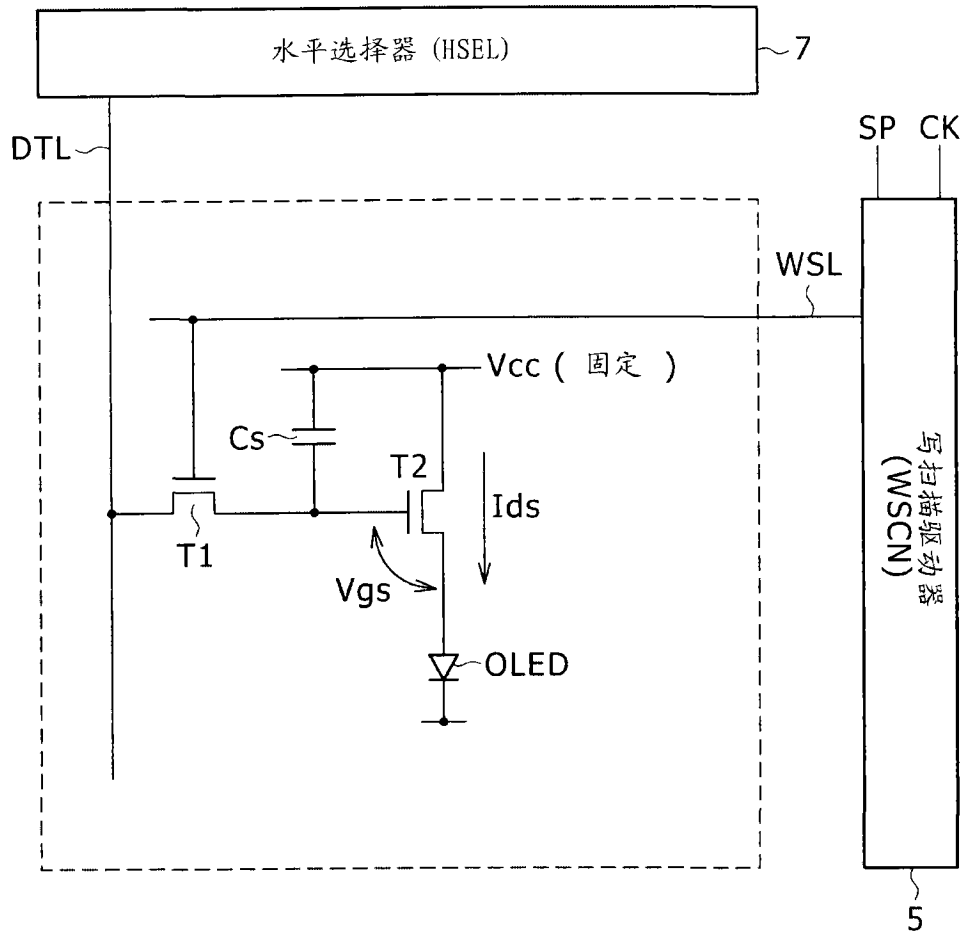 水平选择器 (HSEL)
7
DTL
SP CK
WSL
Vcc ( 固定 )
Cs
T2
Ids
T1
Vgs
OLED
写扫描驱动器
(WSCN)
5